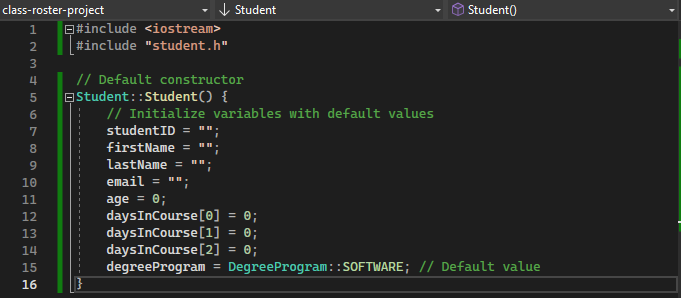 class-roster-project Student Student()
1 #include <iostream>
2 #include "student.h"
3
4 // Default constructor
5 Student::Student() {
6 // Initialize variables with default values
7 studentID = "";
8 firstName = "";
9 lastName = "";
10 email = "";
11 age = 0;
12 daysInCourse[0] = 0;
13 daysInCourse[1] = 0;
14 daysInCourse[2] = 0;
15 degreeProgram = DegreeProgram::SOFTWARE; // Default value
16 }